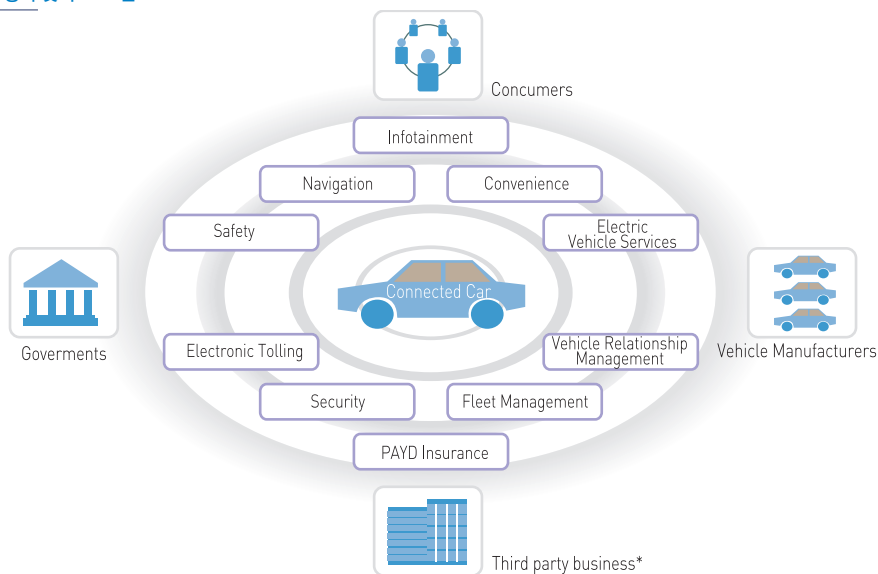 Concumers
Infotainment
Navigation
Convenience
Safety
Electric
Vehicle Services
Connected Car
Goverments
Electronic Tolling
Vehicle Relationship
Management
Vehicle Manufacturers
Security
Fleet Management
PAYD Insurance
Third party business*